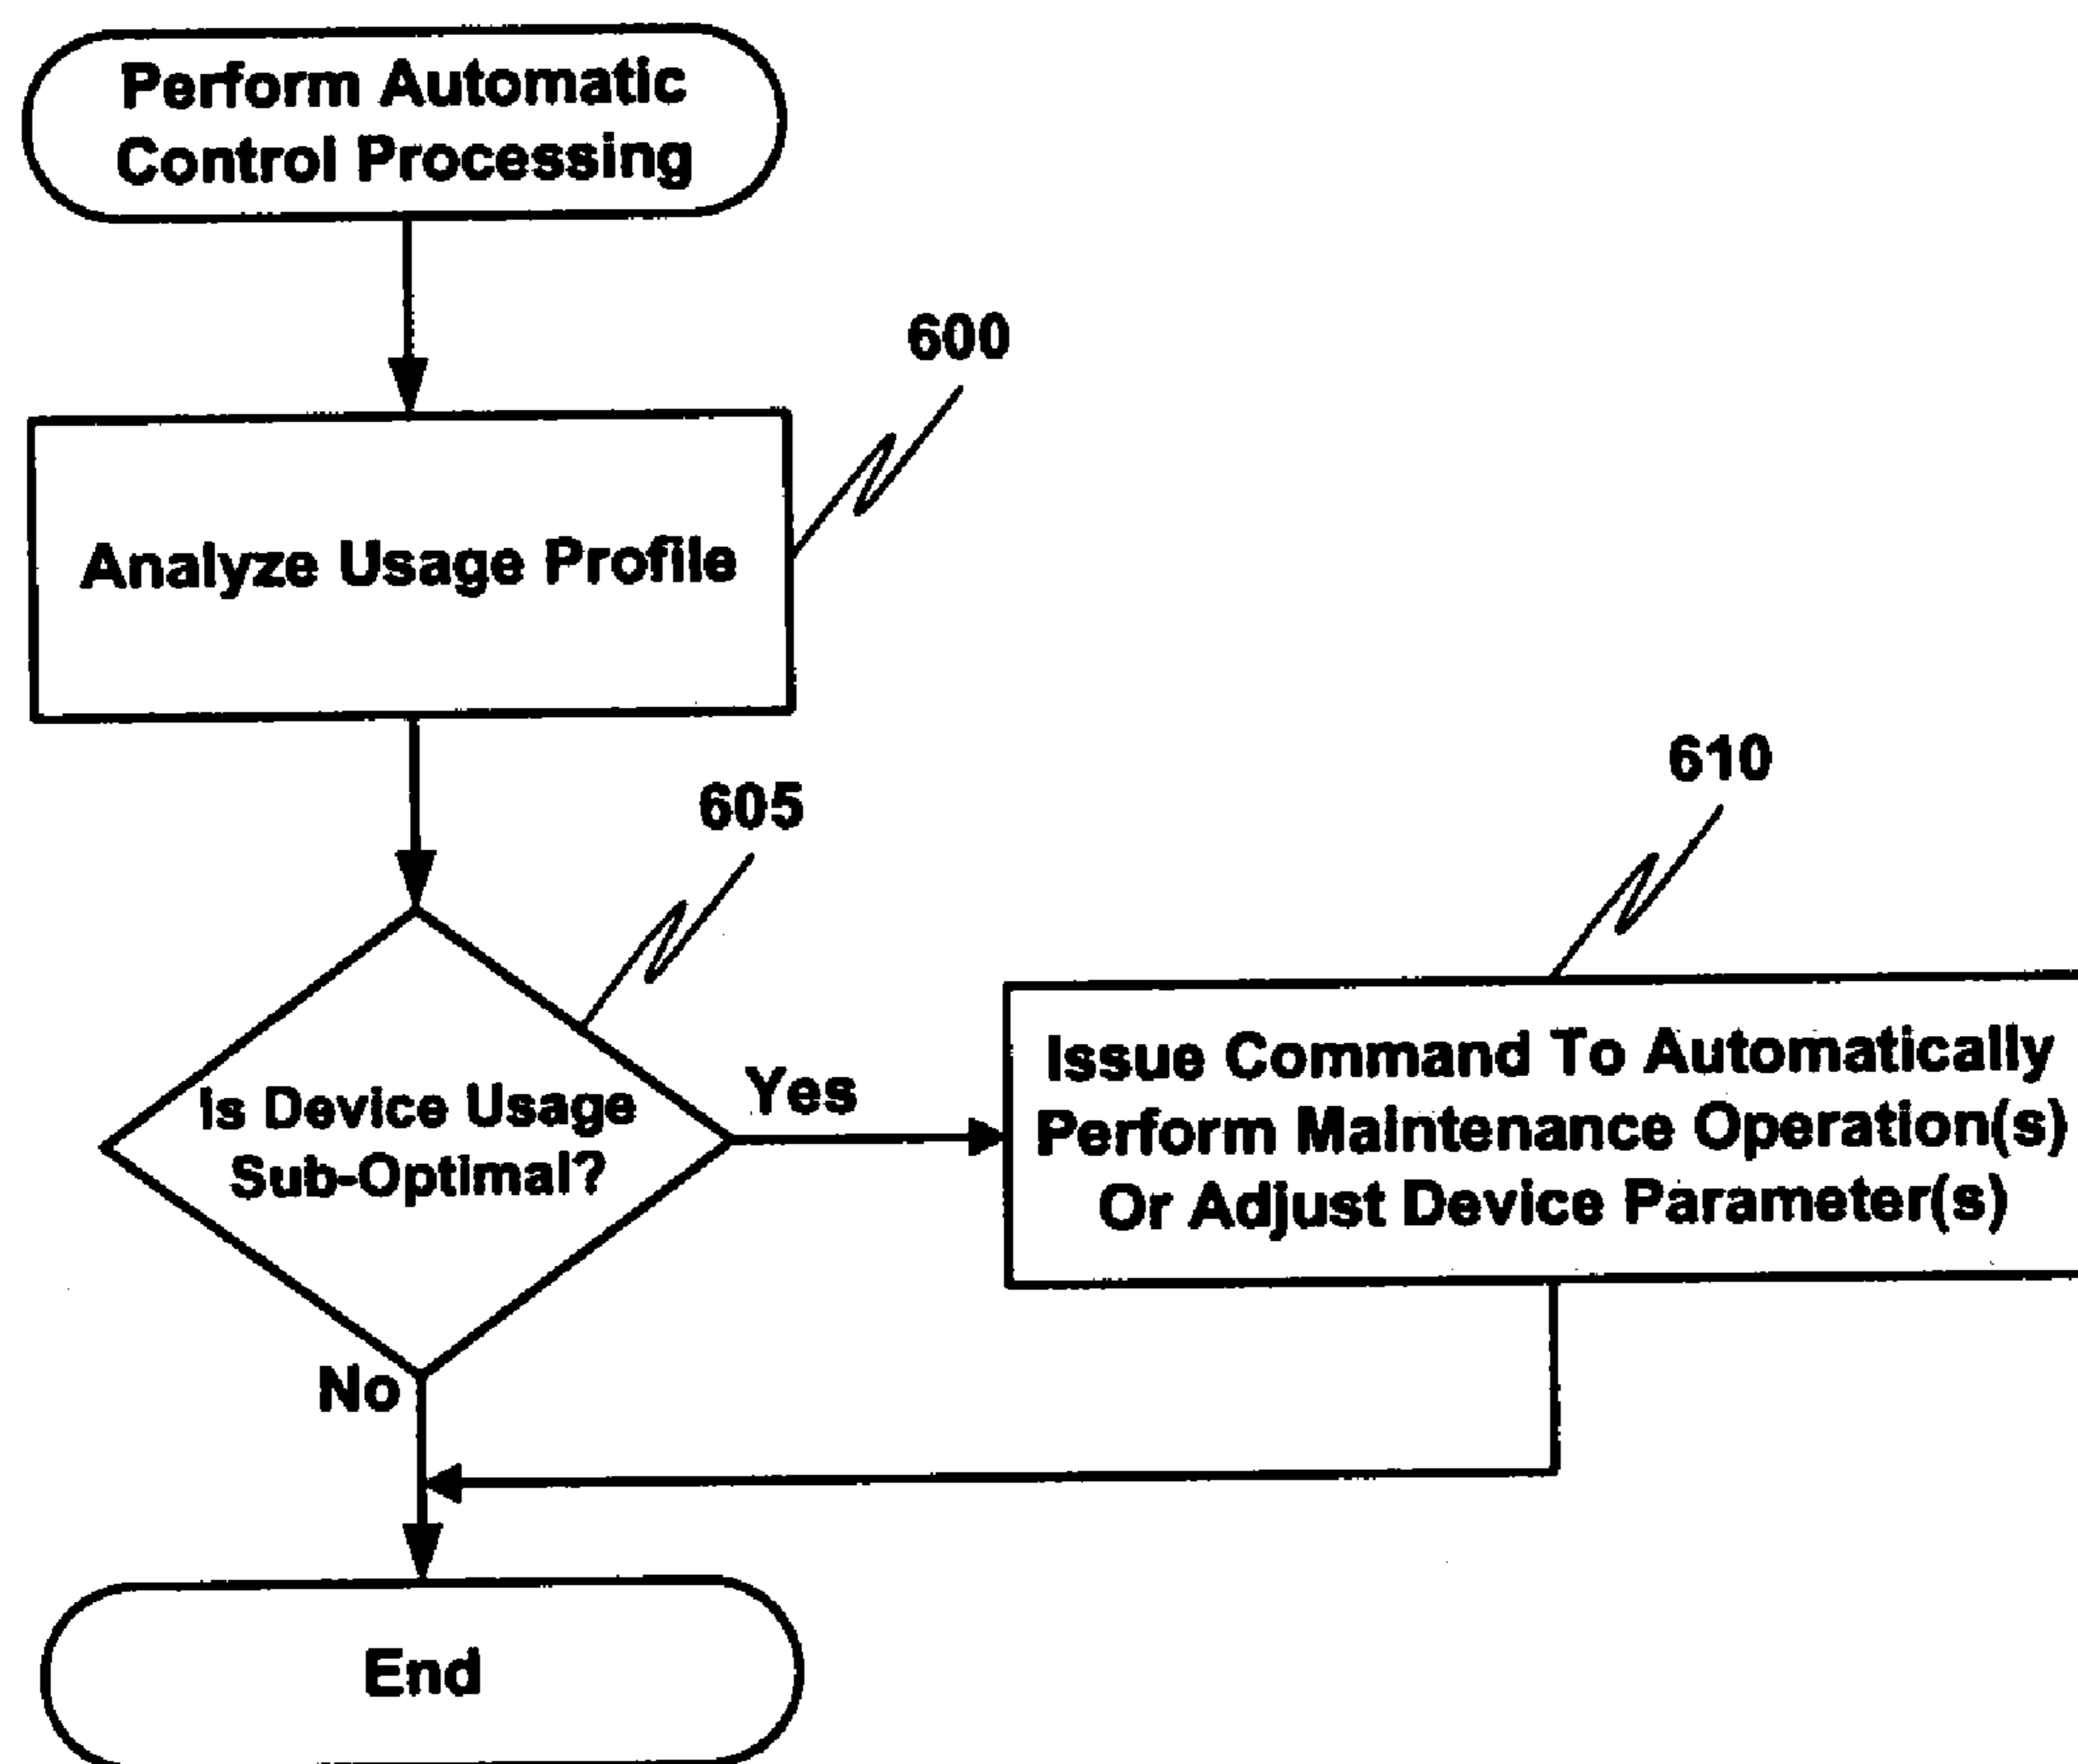 Perform Automatic
Control Processing
600
Analyze Usage Profile
605
610
Is Device Usage
Sub-Optimal?
Yes
Issue Command To Automatically
Perform Maintenance Operation(s)
Or Adjust Device Parameter(s)
No
End